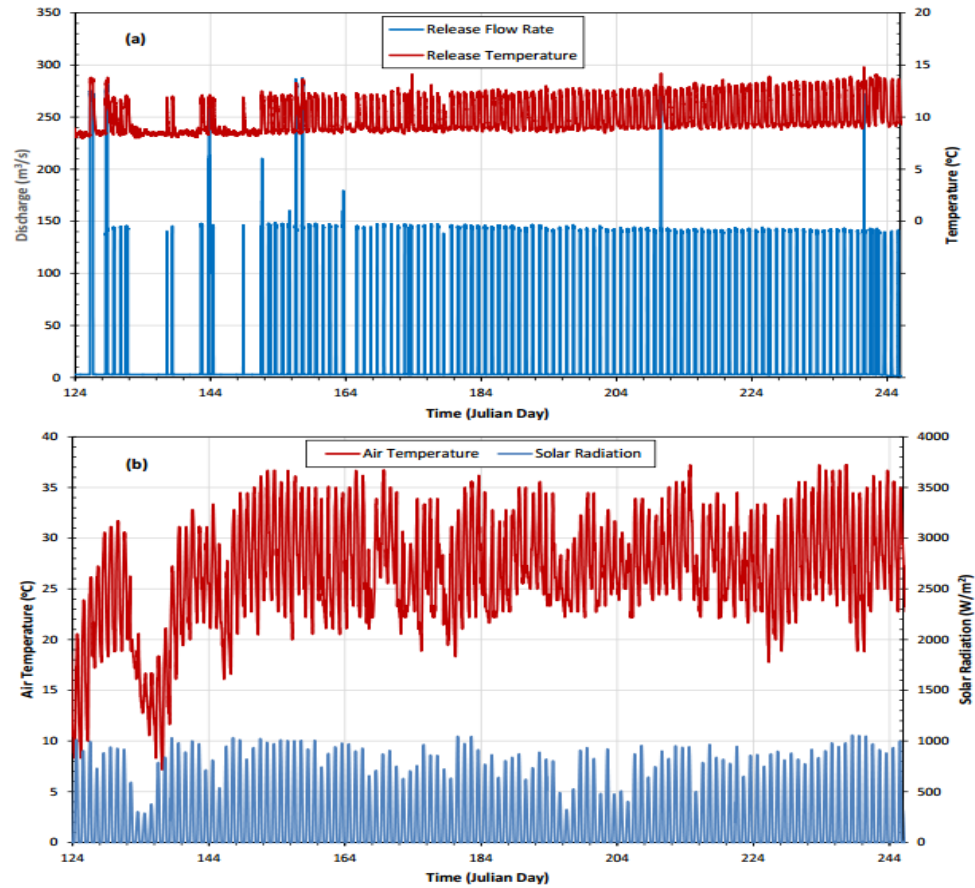 (a)
Release Flow Rate
Release Temperature
350
300
250
200
150
100
50
0
Discharge (m³/s)
20
15
10
5
0
Temperature (ºC)
124 144 164 184 204 224 244
Time (Julian Day)
(b)
Air Temperature Solar Radiation
40
35
30
25
20
15
10
5
0
Air Temperature (ºC)
4000
3500
3000
2500
2000
1500
1000
500
0
Solar Radiation (W/m²)
124 144 164 184 204 224 244
Time (Julian Day)